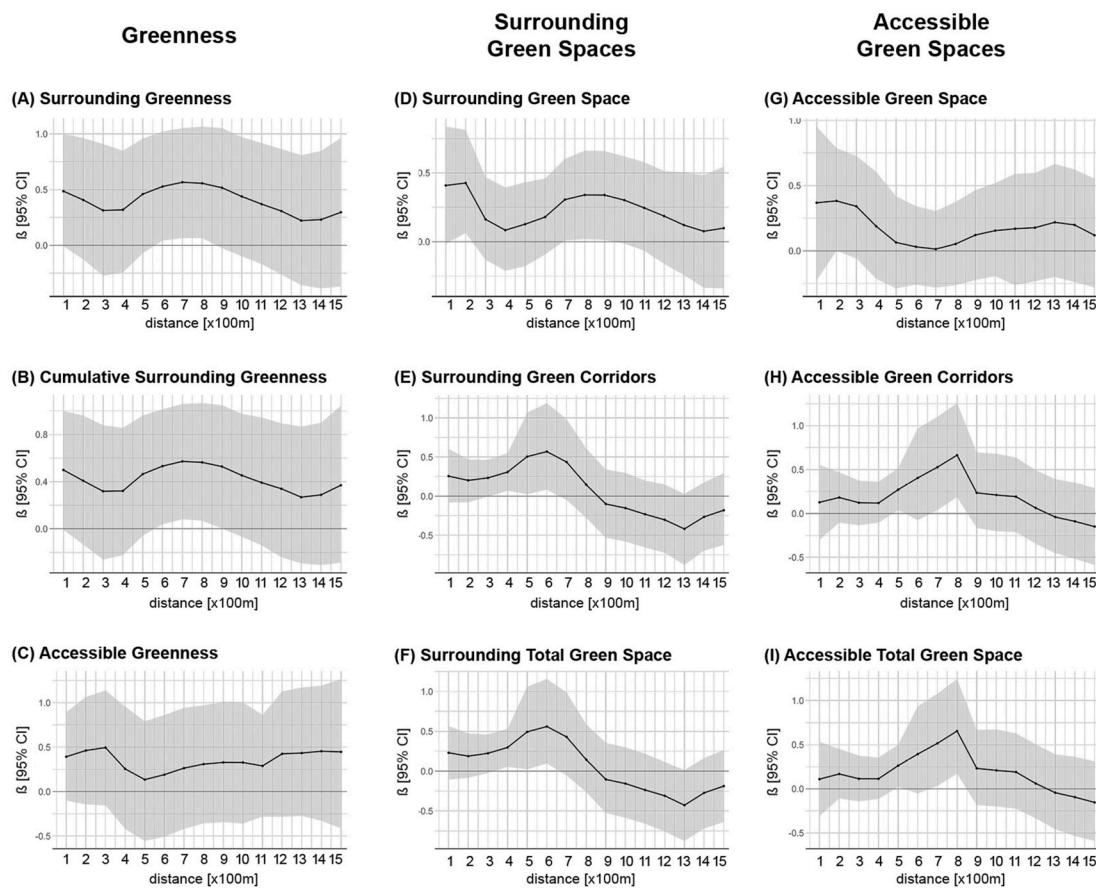 Greenness
Surrounding
Green Spaces
Accessible
Green Spaces
(A) Surrounding Greenness
1.0
0.5
0.0
ß [95% CI]
1 2 3 4 5 6 7 8 9 10 11 12 13 14 15
distance [x100m]
(D) Surrounding Green Space
0.5
0.0
ß [95% CI]
1 2 3 4 5 6 7 8 9 10 11 12 13 14 15
distance [x100m]
(G) Accessible Green Space
1.0
0.5
0.0
ß [95% CI]
1 2 3 4 5 6 7 8 9 10 11 12 13 14 15
distance [x100m]
(B) Cumulative Surrounding Greenness
0.8
0.4
0.0
ß [95% CI]
1 2 3 4 5 6 7 8 9 10 11 12 13 14 15
distance [x100m]
(E) Surrounding Green Corridors
1.0
0.5
0.0
-0.5
ß [95% CI]
1 2 3 4 5 6 7 8 9 10 11 12 13 14 15
distance [x100m]
(H) Accessible Green Corridors
1.0
0.5
0.0
-0.5
ß [95% CI]
1 2 3 4 5 6 7 8 9 10 11 12 13 14 15
distance [x100m]
(C) Accessible Greenness
1.0
0.5
0.0
-0.5
ß [95% CI]
1 2 3 4 5 6 7 8 9 10 11 12 13 14 15
distance [x100m]
(F) Surrounding Total Green Space
1.0
0.5
0.0
-0.5
ß [95% CI]
1 2 3 4 5 6 7 8 9 10 11 12 13 14 15
distance [x100m]
(I) Accessible Total Green Space
1.0
0.5
0.0
-0.5
ß [95% CI]
1 2 3 4 5 6 7 8 9 10 11 12 13 14 15
distance [x100m]